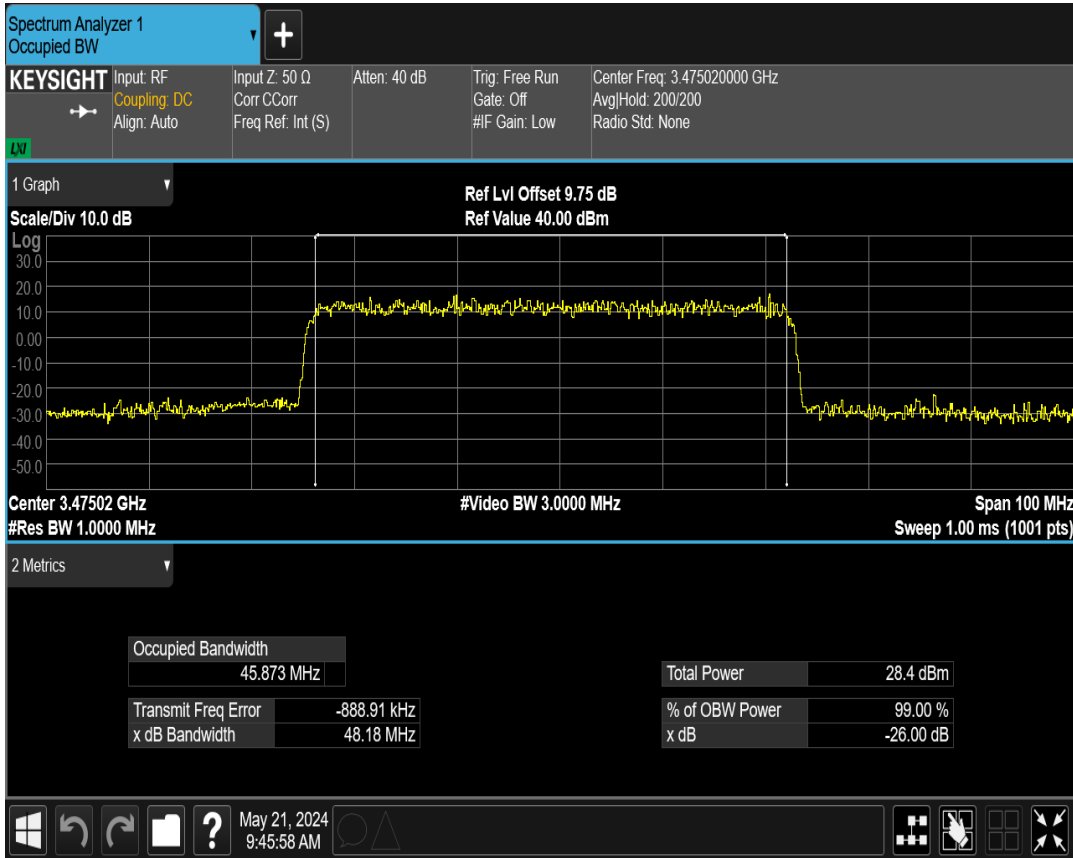 Spectrum Analyzer 1
Occupied BW
KEYSIGHT
LXI
Input: RF
Coupling: DC
Align: Auto
Input Z: 50 Ω
Corr CCorr
Freq Ref: Int (S)
Atten: 40 dB
Trig: Free Run
Gate: Off
#IF Gain: Low
Center Freq: 3.475020000 GHz
Avg|Hold: 200/200
Radio Std: None
1 Graph
Scale/Div 10.0 dB
Ref Lvl Offset 9.75 dB
Ref Value 40.00 dBm
Log
30.0
20.0
10.0
0.00
-10.0
-20.0
-30.0
-40.0
-50.0
Center 3.47502 GHz
#Res BW 1.0000 MHz
#Video BW 3.0000 MHz
Span 100 MHz
Sweep 1.00 ms (1001 pts)
2 Metrics
Occupied Bandwidth
45.873 MHz
Transmit Freq Error -888.91 kHz
x dB Bandwidth 48.18 MHz
Total Power 28.4 dBm
% of OBW Power 99.00 %
x dB -26.00 dB
?
May 21, 2024
9:45:58 AM